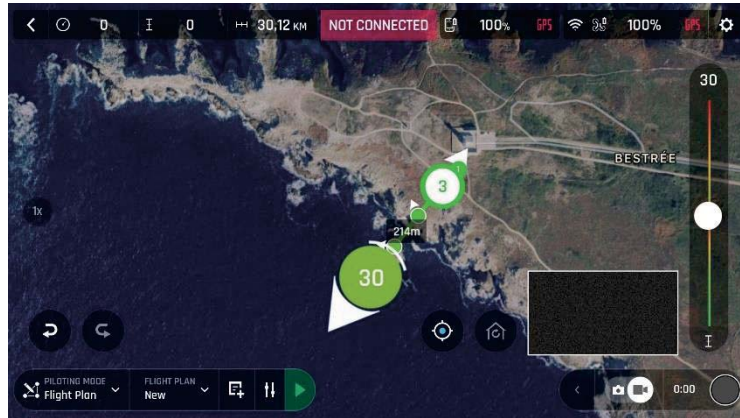 0
0
30,12 KM
NOT CONNECTED
100%
GPS
100%
GPS
30
BESTRÉE
1
3
1x
214m
30
PILOTING MODE
Flight Plan
FLIGHT PLAN
New
0:00